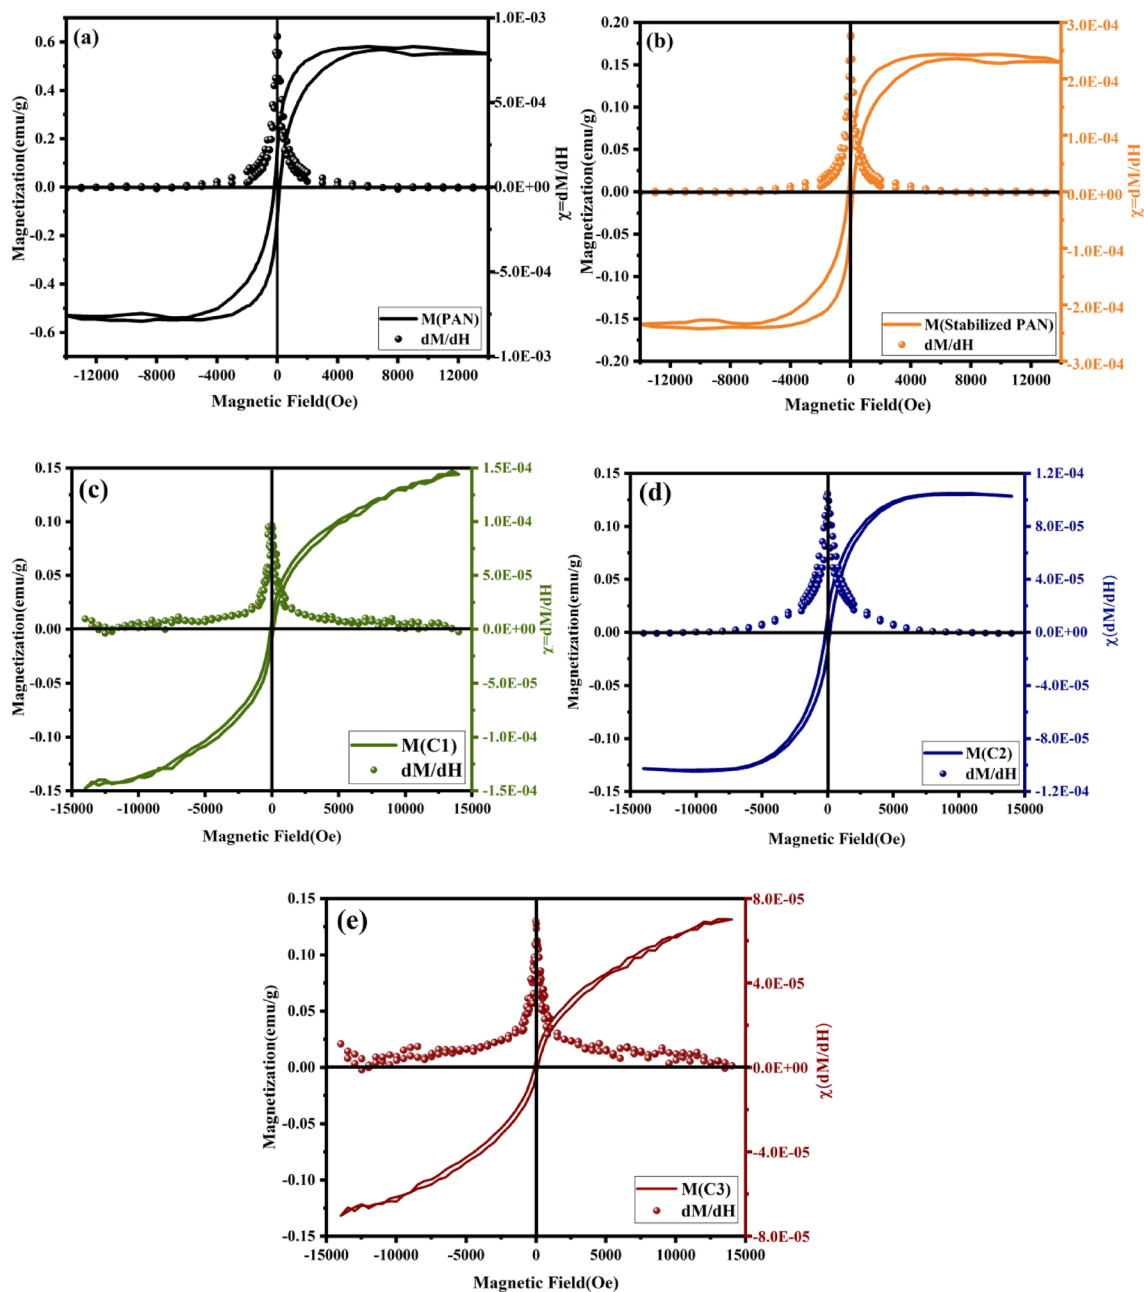 (a)
Magnetization(emu/g)
0.6
0.4
0.2
0.0
-0.2
-0.4
-0.6
1.0E-03
5.0E-04
0.0E+00
-5.0E-04
-1.0E-03
χ=dM/dH
M(PAN)
dM/dH
-12000 -8000 -4000 0 4000 8000 12000
Magnetic Field(Oe)
(b)
Magnetization(emu/g)
0.20
0.15
0.10
0.05
0.00
-0.05
-0.10
-0.15
-0.20
3.0E-04
2.0E-04
1.0E-04
0.0E+00
-1.0E-04
-2.0E-04
-3.0E-04
χ=dM/dH
M(Stabilized PAN)
dM/dH
-12000 -8000 -4000 0 4000 8000 12000
Magnetic Field(Oe)
(c)
Magnetization(emu/g)
0.15
0.10
0.05
0.00
-0.05
-0.10
-0.15
1.5E-04
1.0E-04
5.0E-05
0.0E+00
-5.0E-05
-1.0E-04
-1.5E-04
χ=dM/dH
M(C1)
dM/dH
-15000 -10000 -5000 0 5000 10000 15000
Magnetic Field(Oe)
(d)
Magnetization(emu/g)
0.15
0.10
0.05
0.00
-0.05
-0.10
-0.15
1.2E-04
8.0E-05
4.0E-05
0.0E+00
-4.0E-05
-8.0E-05
-1.2E-04
χ(dM/dH)
M(C2)
dM/dH
-15000 -10000 -5000 0 5000 10000 15000
Magnetic Field(Oe)
(e)
Magnetization(emu/g)
0.15
0.10
0.05
0.00
-0.05
-0.10
-0.15
8.0E-05
4.0E-05
0.0E+00
-4.0E-05
-8.0E-05
χ(dM/dH)
M(C3)
dM/dH
-15000 -10000 -5000 0 5000 10000 15000
Magnetic Field(Oe)